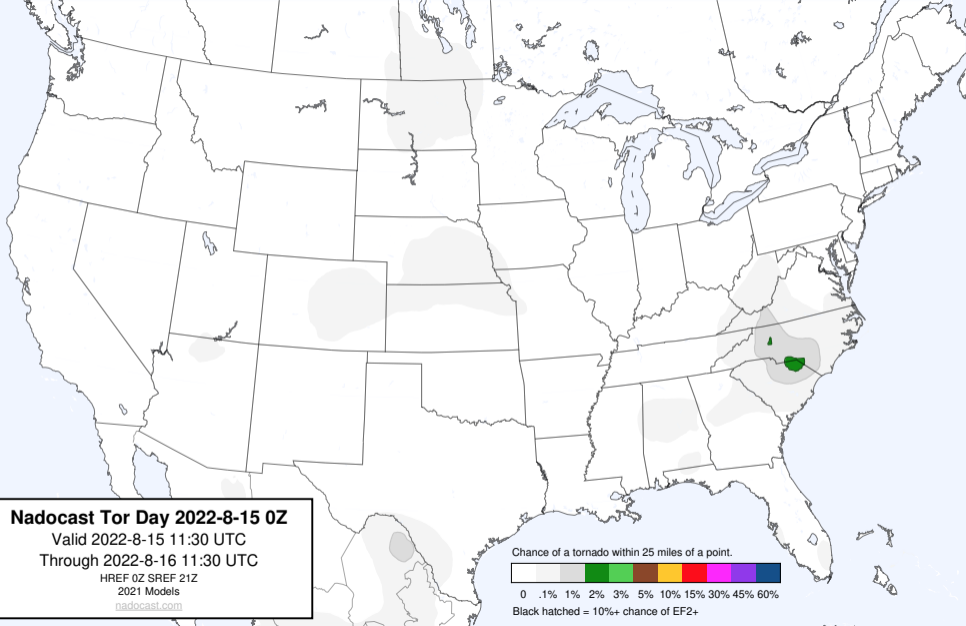 Nadocast Tor Day 2022-8-15 0Z
Valid 2022-8-15 11:30 UTC
Through 2022-8-16 11:30 UTC
HREF 0Z SREF 21Z
2021 Models
nadocast.com
Chance of a tornado within 25 miles of a point.
0 .1% 1% 2% 3% 5% 10% 15% 30% 45% 60%
Black hatched = 10%+ chance of EF2+